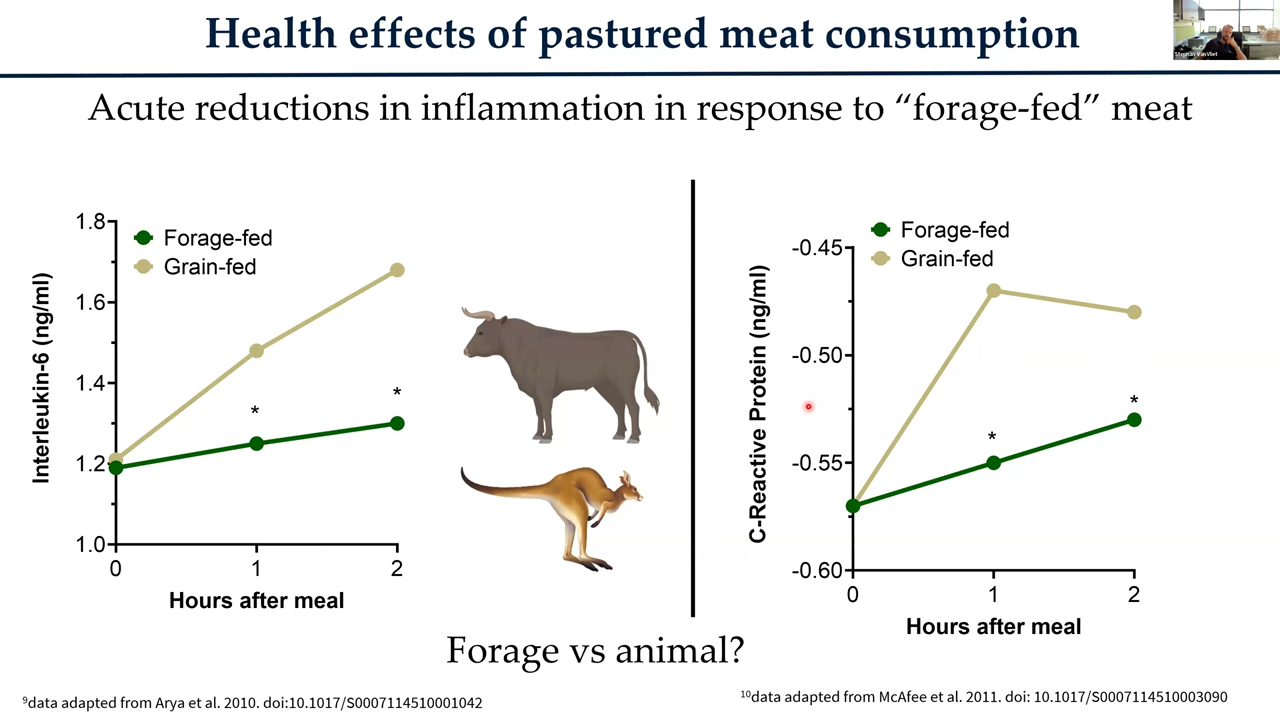 Health effects of pastured meat consumption
Stephan Van Vliet
Acute reductions in inflammation in response to “forage-fed” meat
Forage-fed
Grain-fed
Interleukin-6 (ng/ml)
1.8
1.6
1.4
1.2
1.0
*
*
0 1 2
Hours after meal
Forage-fed
Grain-fed
C-Reactive Protein (ng/ml)
-0.45
-0.50
-0.55
-0.60
*
*
0 1 2
Hours after meal
Forage vs animal?
⁹data adapted from Arya et al. 2010. doi:10.1017/S0007114510001042
¹⁰data adapted from McAfee et al. 2011. doi: 10.1017/S0007114510003090